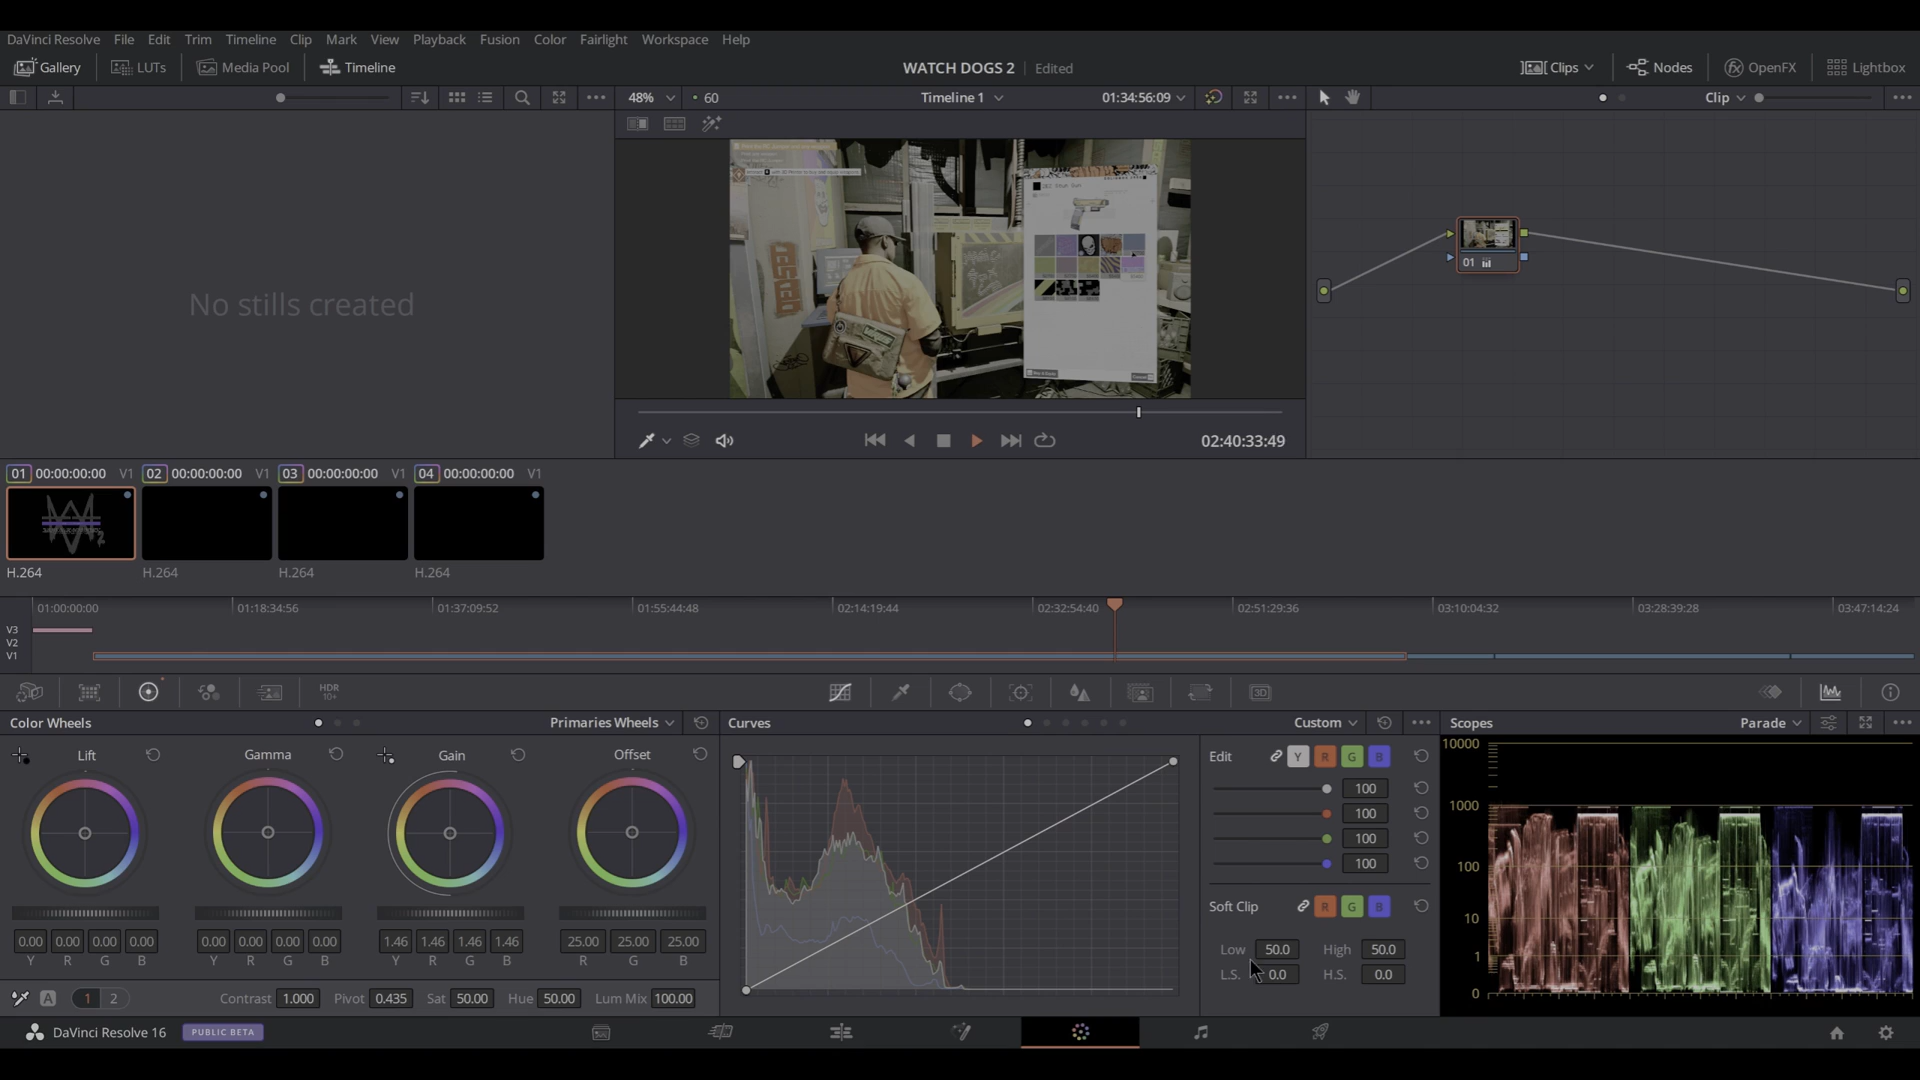 DaVinci Resolve File Edit Trim Timeline Clip Mark View Playback Fusion Color Fairlight Workspace Help
Gallery LUTs Media Pool Timeline WATCH DOGS 2 Edited Clips Nodes OpenFX Lightbox
48% 60 Timeline 1 01:34:56:09 Clip
No stills created
01
02:40:33:49
01 00:00:00:00 V1 02 00:00:00:00 V1 03 00:00:00:00 V1 04 00:00:00:00 V1
H.264 H.264 H.264 H.264
01:00:00:00 01:18:34:56 01:37:09:52 01:55:44:48 02:14:19:44 02:32:54:40 02:51:29:36 03:10:04:32 03:28:39:28 03:47:14:24
V3
V2
V1
HDR
10+
3D
Color Wheels Primaries Wheels Curves Custom Scopes Parade
Lift Gamma Gain Offset
Edit Y R G B
100
100
100
100
Soft Clip R G B
Low 50.0 High 50.0
L.S. 0.0 H.S. 0.0
10000
1000
100
10
1
0
0.00 0.00 0.00 0.00 0.00 0.00 0.00 0.00 1.46 1.46 1.46 1.46 25.00 25.00 25.00
Y R G B Y R G B Y R G B R G B
A 1 2 Contrast 1.000 Pivot 0.435 Sat 50.00 Hue 50.00 Lum Mix 100.00
DaVinci Resolve 16 PUBLIC BETA